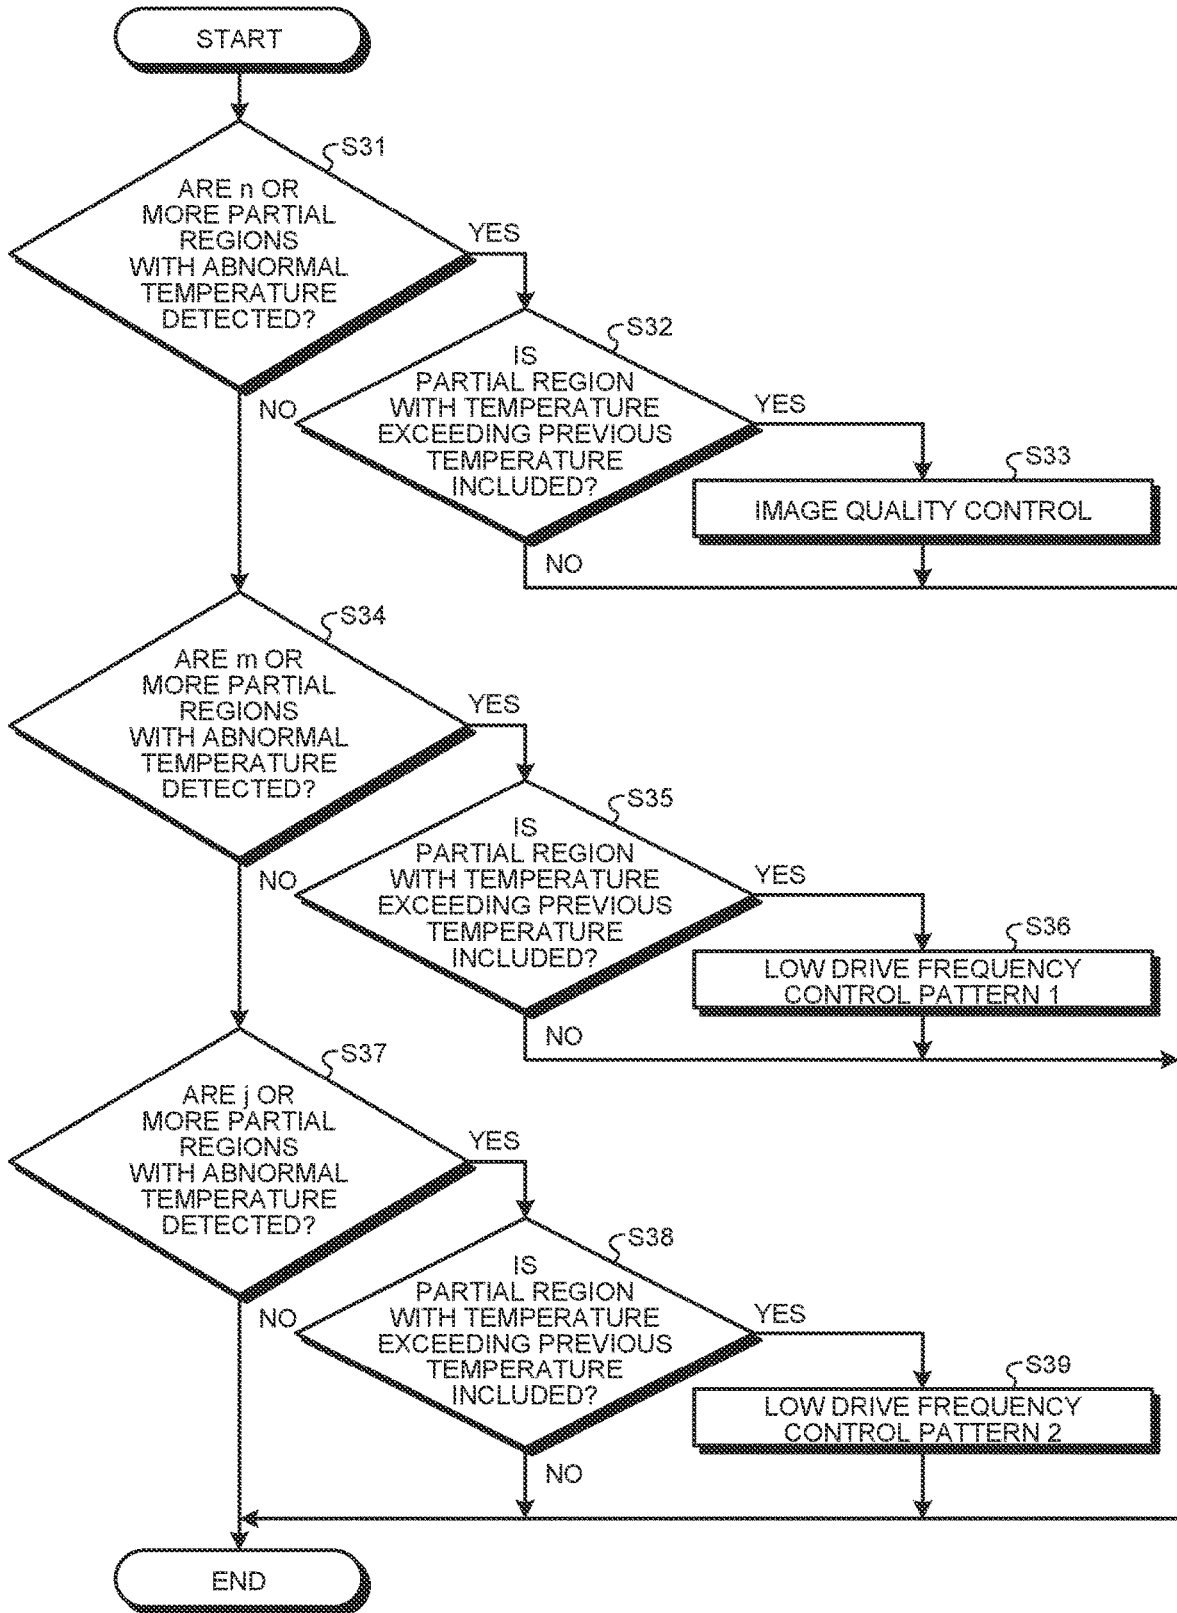 START
S31
ARE n OR
MORE PARTIAL
REGIONS
WITH ABNORMAL
TEMPERATURE
DETECTED?
YES
NO
S32
IS
PARTIAL REGION
WITH TEMPERATURE
EXCEEDING PREVIOUS
TEMPERATURE
INCLUDED?
YES
NO
S33
IMAGE QUALITY CONTROL
S34
ARE m OR
MORE PARTIAL
REGIONS
WITH ABNORMAL
TEMPERATURE
DETECTED?
YES
NO
S35
IS
PARTIAL REGION
WITH TEMPERATURE
EXCEEDING PREVIOUS
TEMPERATURE
INCLUDED?
YES
NO
S36
LOW DRIVE FREQUENCY
CONTROL PATTERN 1
S37
ARE j OR
MORE PARTIAL
REGIONS
WITH ABNORMAL
TEMPERATURE
DETECTED?
YES
NO
S38
IS
PARTIAL REGION
WITH TEMPERATURE
EXCEEDING PREVIOUS
TEMPERATURE
INCLUDED?
YES
NO
S39
LOW DRIVE FREQUENCY
CONTROL PATTERN 2
END